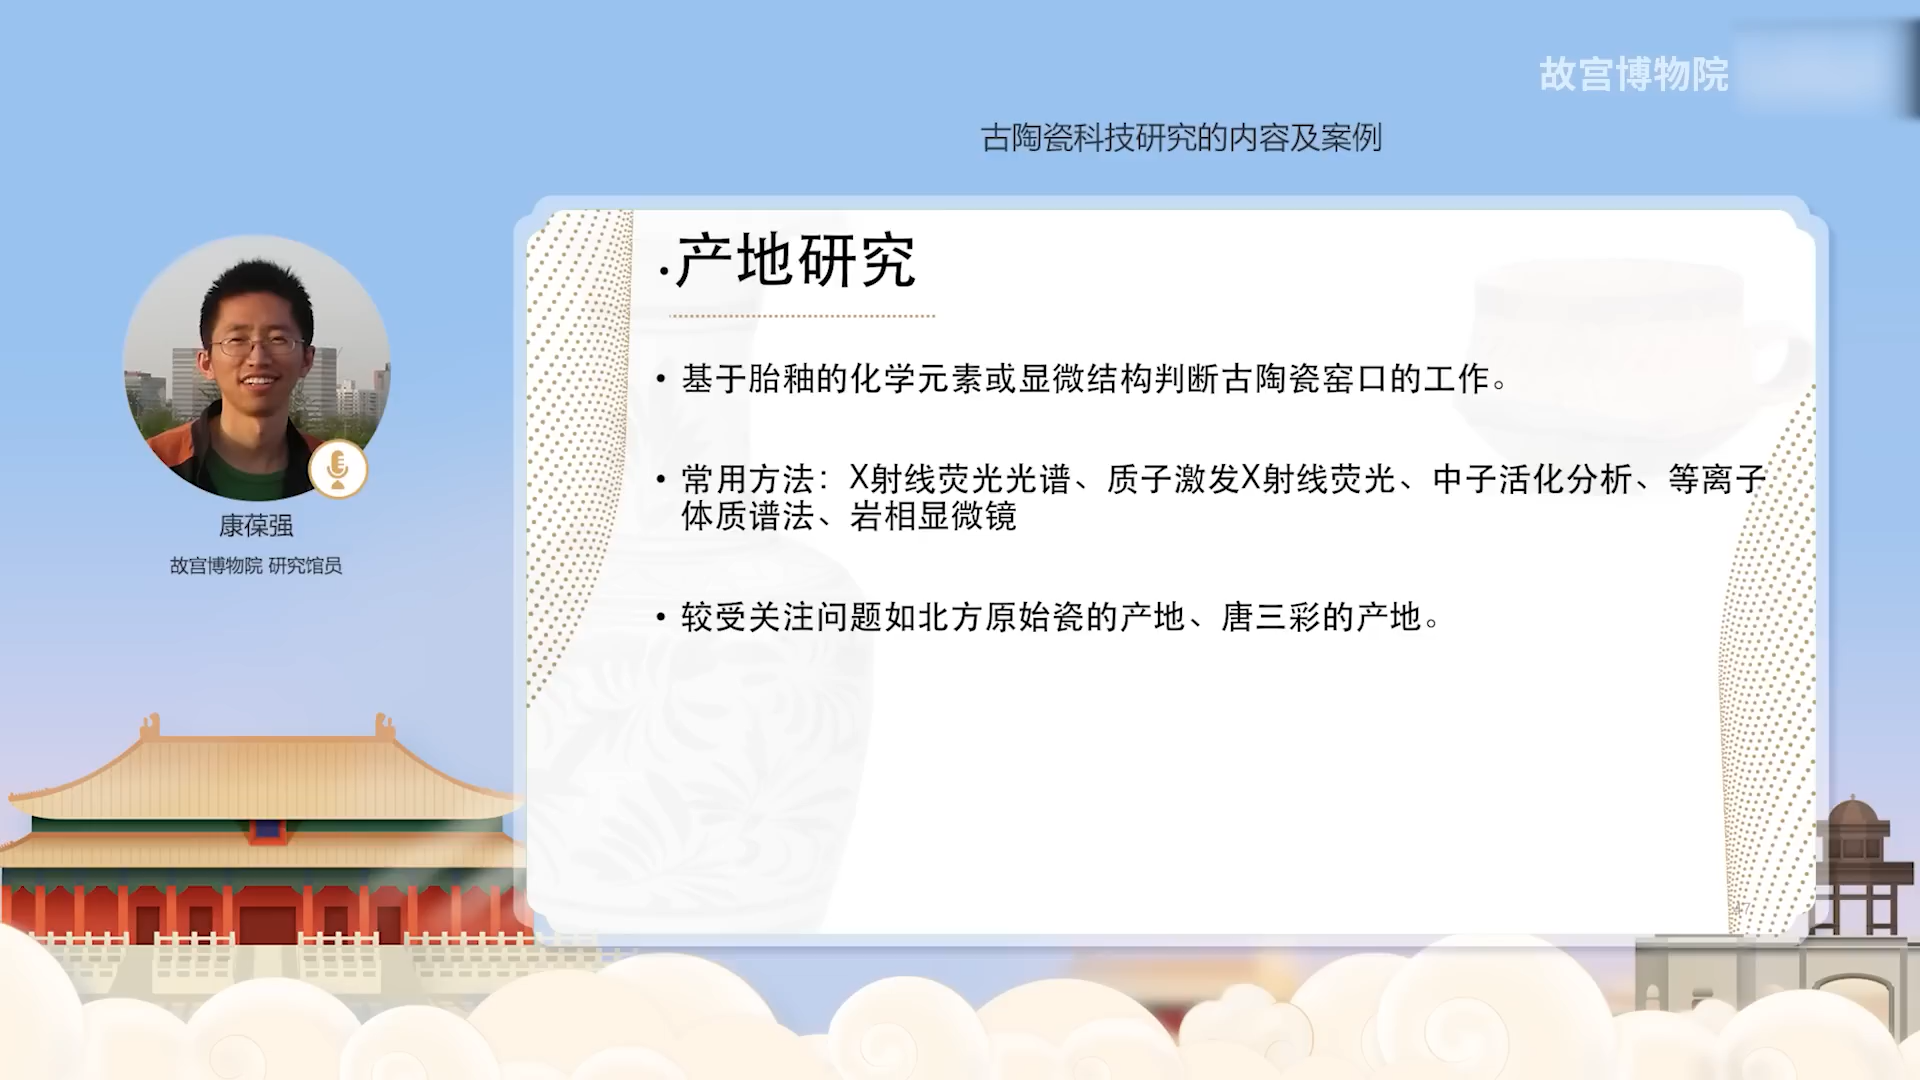 故宫博物院
古陶瓷科技研究的内容及案例
·产地研究
• 基于胎釉的化学元素或显微结构判断古陶瓷窑口的工作。
• 常用方法：X射线荧光光谱、质子激发X射线荧光、中子活化分析、等离子
体质谱法、岩相显微镜
• 较受关注问题如北方原始瓷的产地、唐三彩的产地。
康葆强
故宫博物院 研究馆员
47